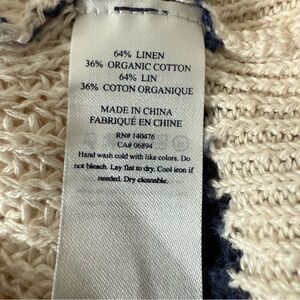 64% LINEN
36% ORGANIC COTTON
64% LIN
36% COTON ORGANIQUE
MADE IN CHINA
FABRIQUÉ EN CHINE
RN# 140476
CA# 06894
Hand wash cold with like colors. Do
not bleach. Lay flat to dry. Cool iron if
needed. Dry cleanable.